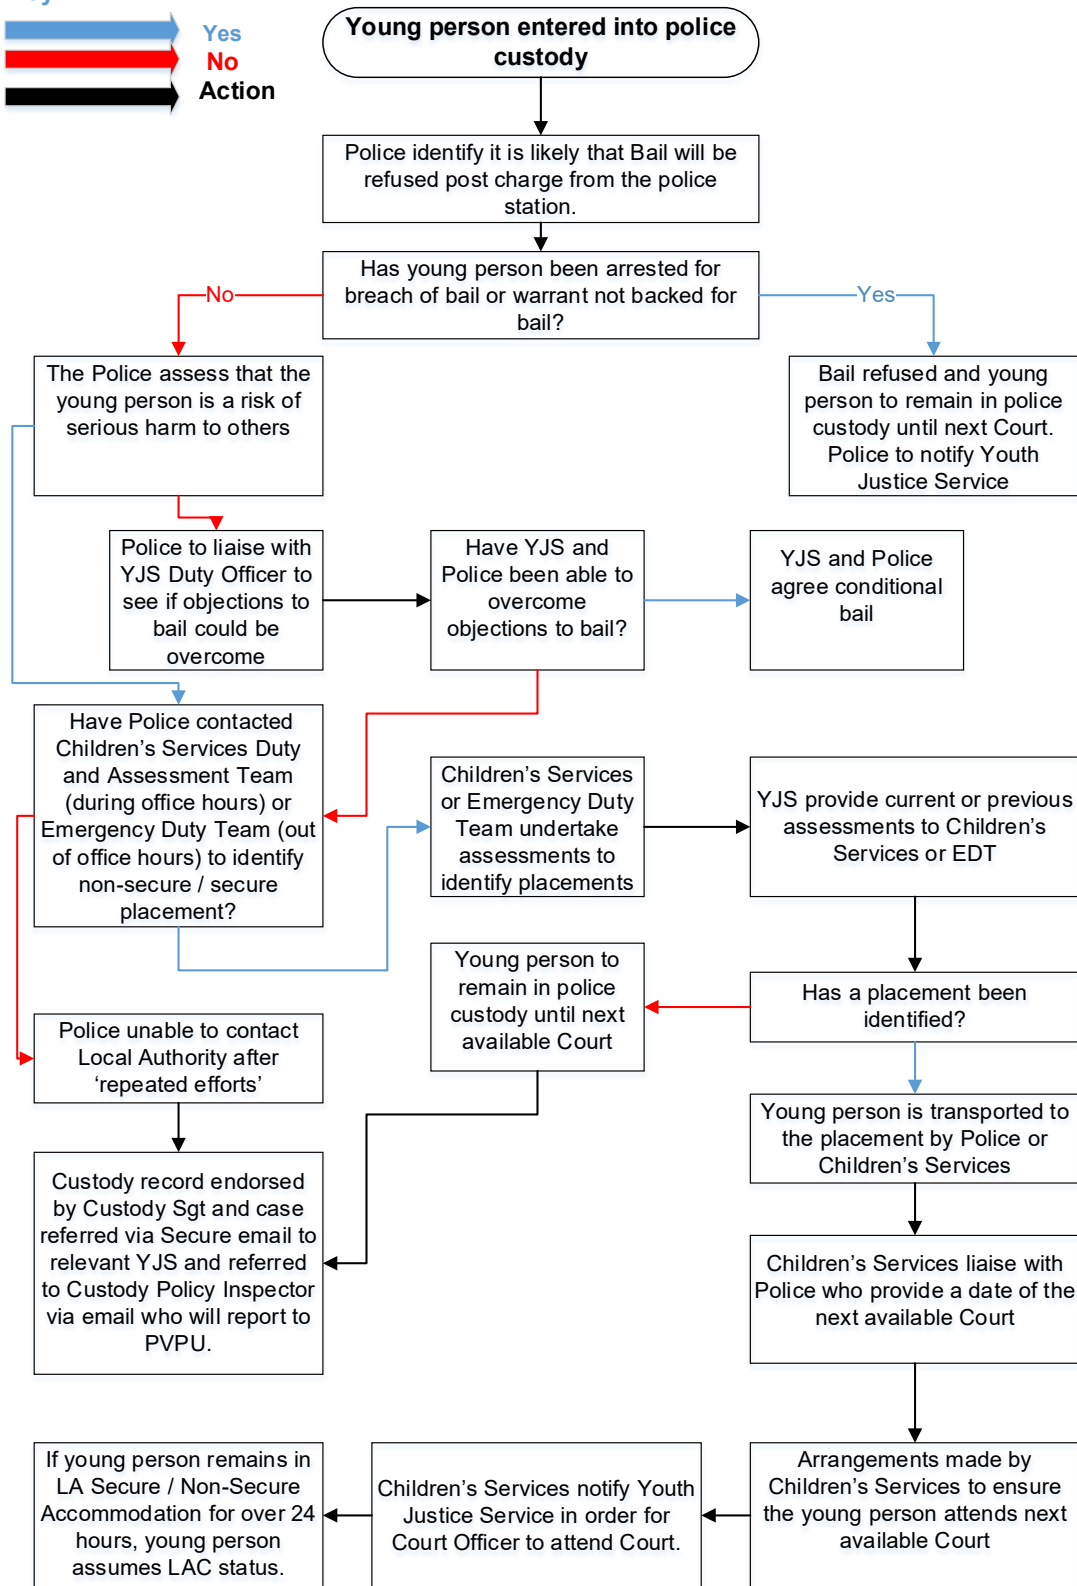 Yes
No
Action
Young person entered into police
custody
Police identify it is likely that Bail will be
refused post charge from the police
station.
Has young person been arrested for
breach of bail or warrant not backed for
bail?
No
Yes
The Police assess that the
young person is a risk of
serious harm to others
Bail refused and young
person to remain in police
custody until next Court.
Police to notify Youth
Justice Service
Police to liaise with
YJS Duty Officer to
see if objections to
bail could be
overcome
Have YJS and
Police been able to
overcome
objections to bail?
YJS and Police
agree conditional
bail
Have Police contacted
Children’s Services Duty
and Assessment Team
(during office hours) or
Emergency Duty Team (out
of office hours) to identify
non-secure / secure
placement?
Children’s Services
or Emergency Duty
Team undertake
assessments to
identify placements
YJS provide current or previous
assessments to Children’s
Services or EDT
Young person to
remain in police
custody until next
available Court
Has a placement been
identified?
Police unable to contact
Local Authority after
‘repeated efforts’
Young person is transported to
the placement by Police or
Children’s Services
Custody record endorsed
by Custody Sgt and case
referred via Secure email to
relevant YJS and referred
to Custody Policy Inspector
via email who will report to
PVPU.
Children’s Services liaise with
Police who provide a date of the
next available Court
If young person remains in
LA Secure / Non-Secure
Accommodation for over 24
hours, young person
assumes LAC status.
Children’s Services notify Youth
Justice Service in order for
Court Officer to attend Court.
Arrangements made by
Children’s Services to ensure
the young person attends next
available Court